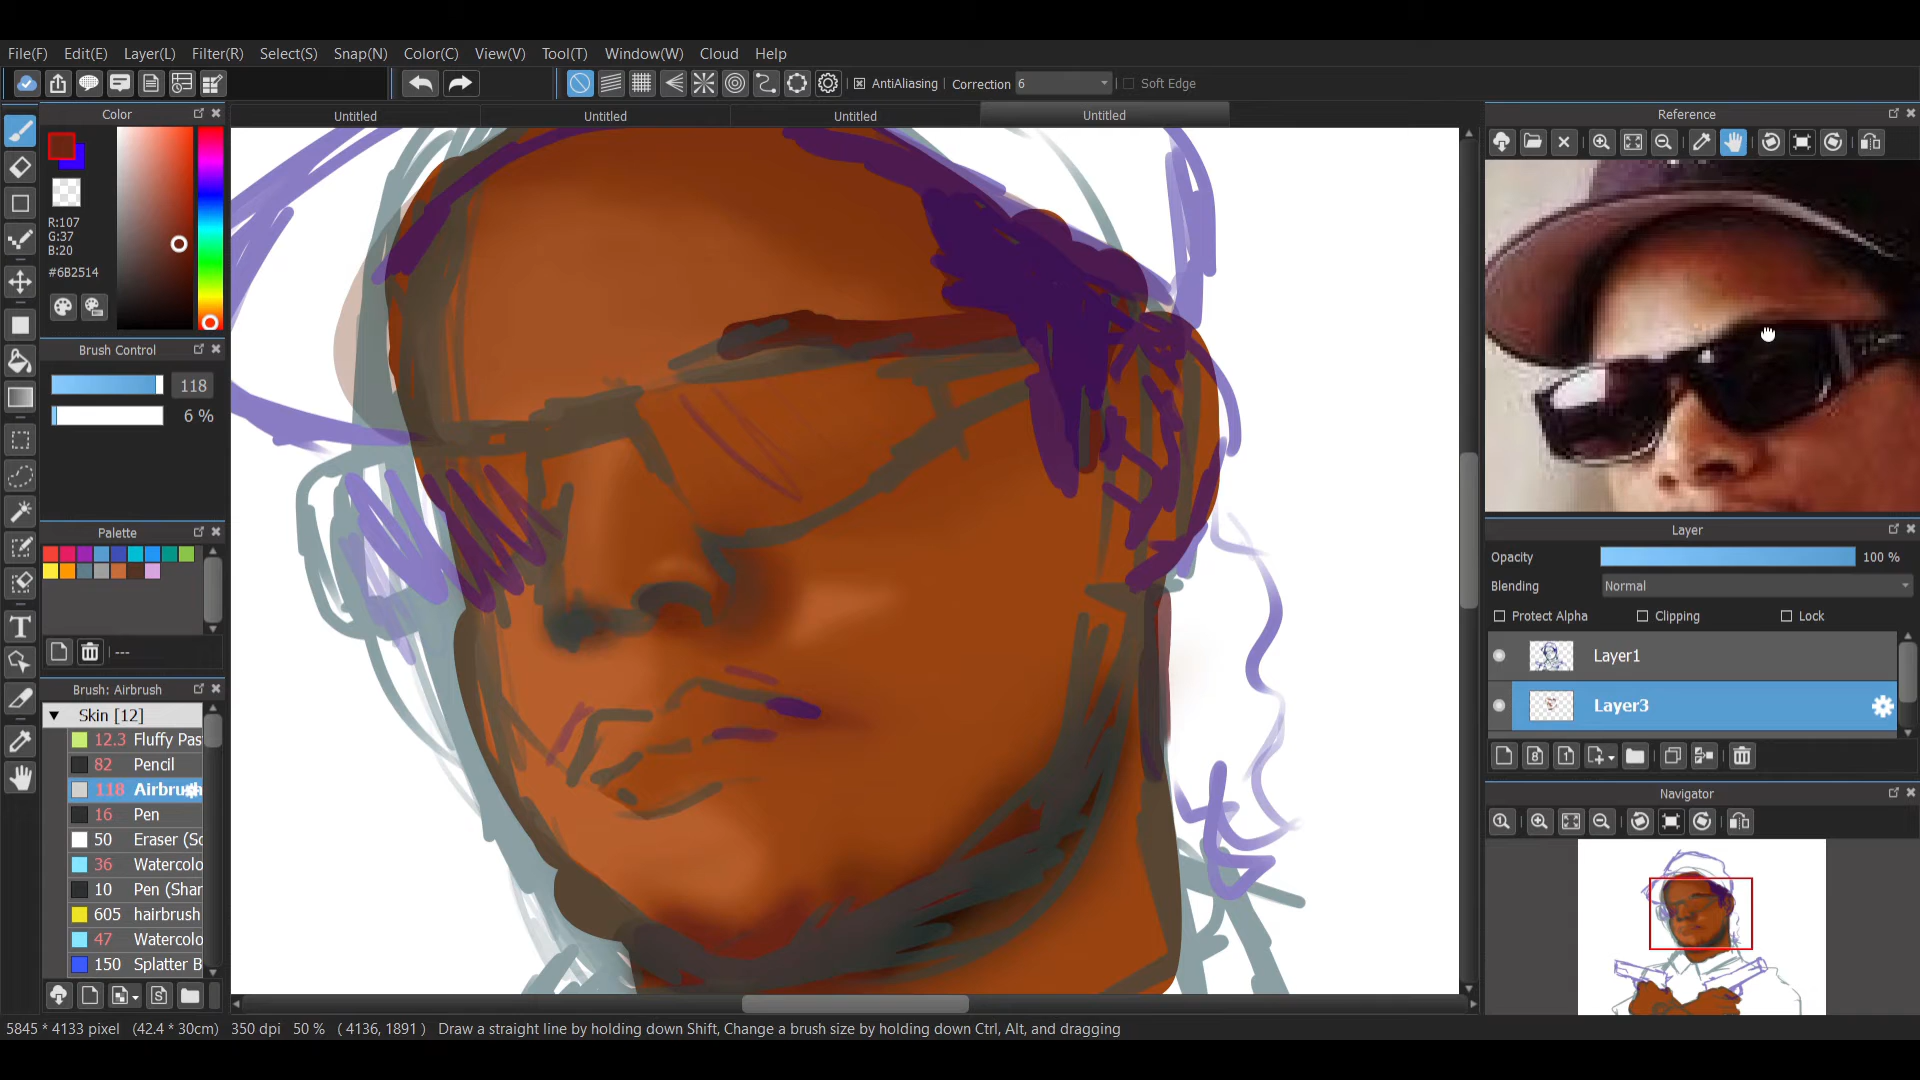 File(F) Edit(E) Layer(L) Filter(R) Select(S) Snap(N) Color(C) View(V) Tool(T) Window(W) Cloud Help
AntiAliasing Correction 6 Soft Edge
Color
Untitled Untitled Untitled Untitled
Reference
R:107
G:37
B:20
#6B2514
Brush Control
118
6 %
Palette
---
Brush: Airbrush
Skin [12]
12.3 Fluffy Pas
82 Pencil
118 Airbrush
16 Pen
50 Eraser (So
36 Watercolo
10 Pen (Shar
605 hairbrush
47 Watercolo
150 Splatter B
Layer
Opacity 100 %
Blending Normal
Protect Alpha Clipping Lock
Layer1
Layer3
Navigator
5845 * 4133 pixel (42.4 * 30cm) 350 dpi 50 % ( 4136, 1891 ) Draw a straight line by holding down Shift, Change a brush size by holding down Ctrl, Alt, and dragging